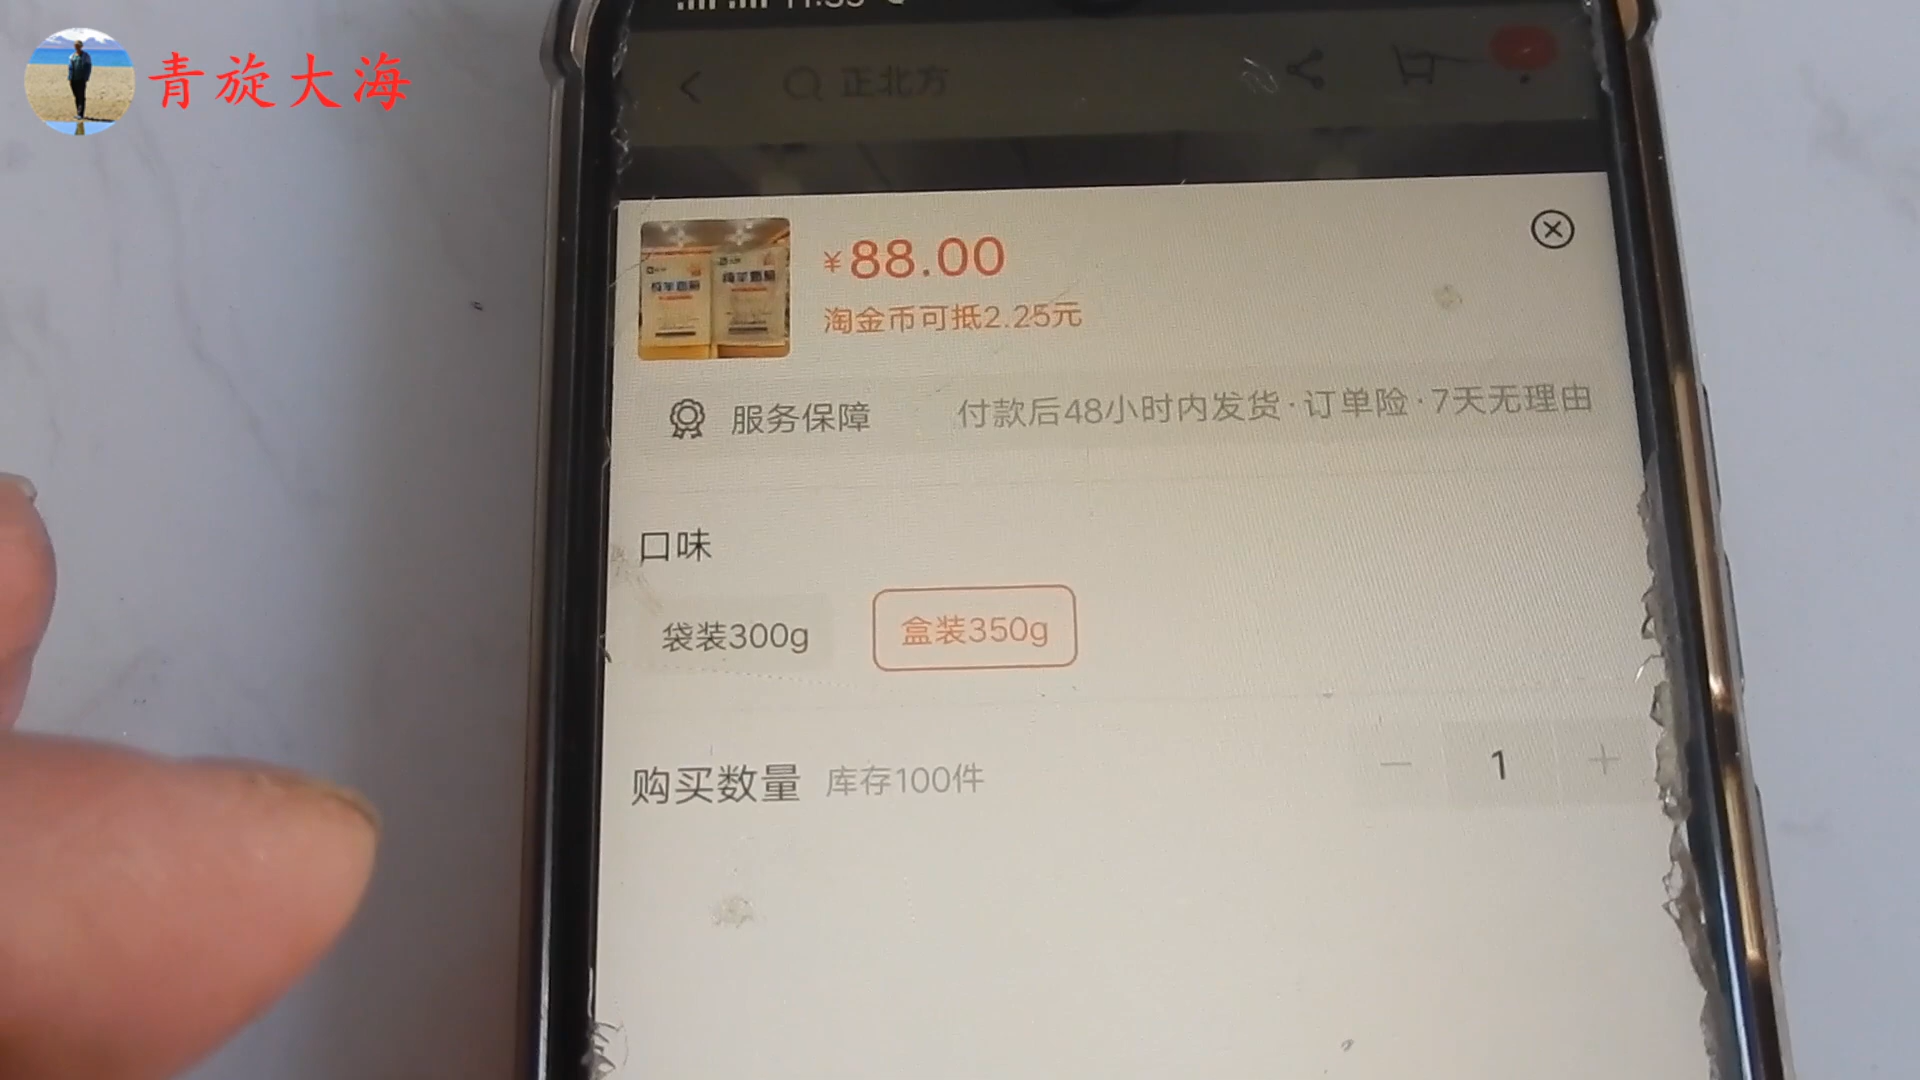 青旋大海
正北方
¥88.00
淘金币可抵2.25元
服务保障 付款后48小时内发货·订单险·7天无理由
口味
袋装300g 盒装350g
购买数量 库存100件 1